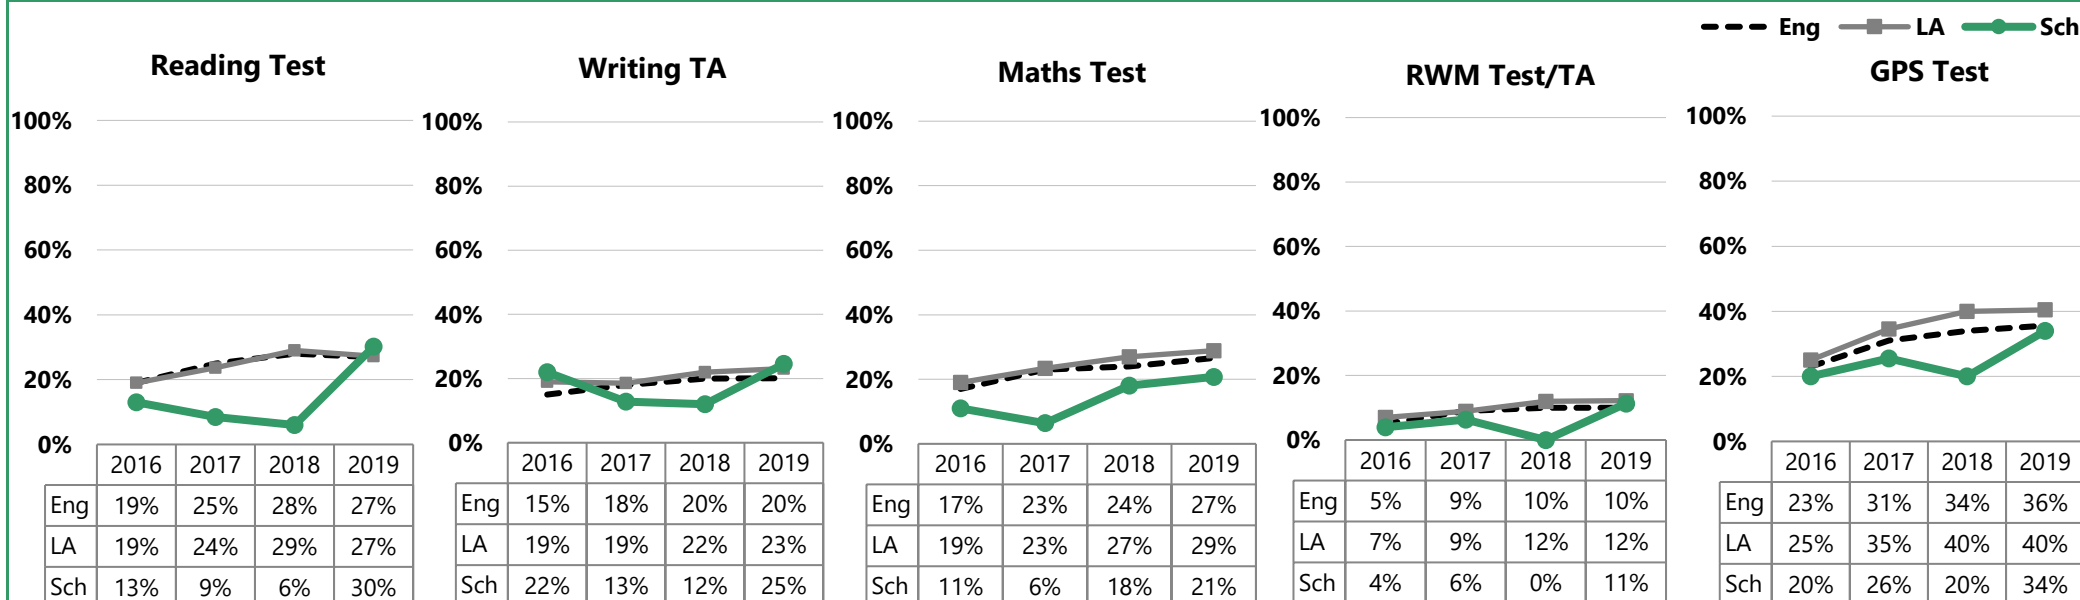 Eng LA Sch
Reading Test
100%
80%
60%
40%
20%
0%
2016 2017 2018 2019
Eng 19% 25% 28% 27%
LA 19% 24% 29% 27%
Sch 13% 9% 6% 30%
Writing TA
100%
80%
60%
40%
20%
0%
2016 2017 2018 2019
Eng 15% 18% 20% 20%
LA 19% 19% 22% 23%
Sch 22% 13% 12% 25%
Maths Test
100%
80%
60%
40%
20%
0%
2016 2017 2018 2019
Eng 17% 23% 24% 27%
LA 19% 23% 27% 29%
Sch 11% 6% 18% 21%
RWM Test/TA
100%
80%
60%
40%
20%
0%
2016 2017 2018 2019
Eng 5% 9% 10% 10%
LA 7% 9% 12% 12%
Sch 4% 6% 0% 11%
GPS Test
100%
80%
60%
40%
20%
0%
2016 2017 2018 2019
Eng 23% 31% 34% 36%
LA 25% 35% 40% 40%
Sch 20% 26% 20% 34%